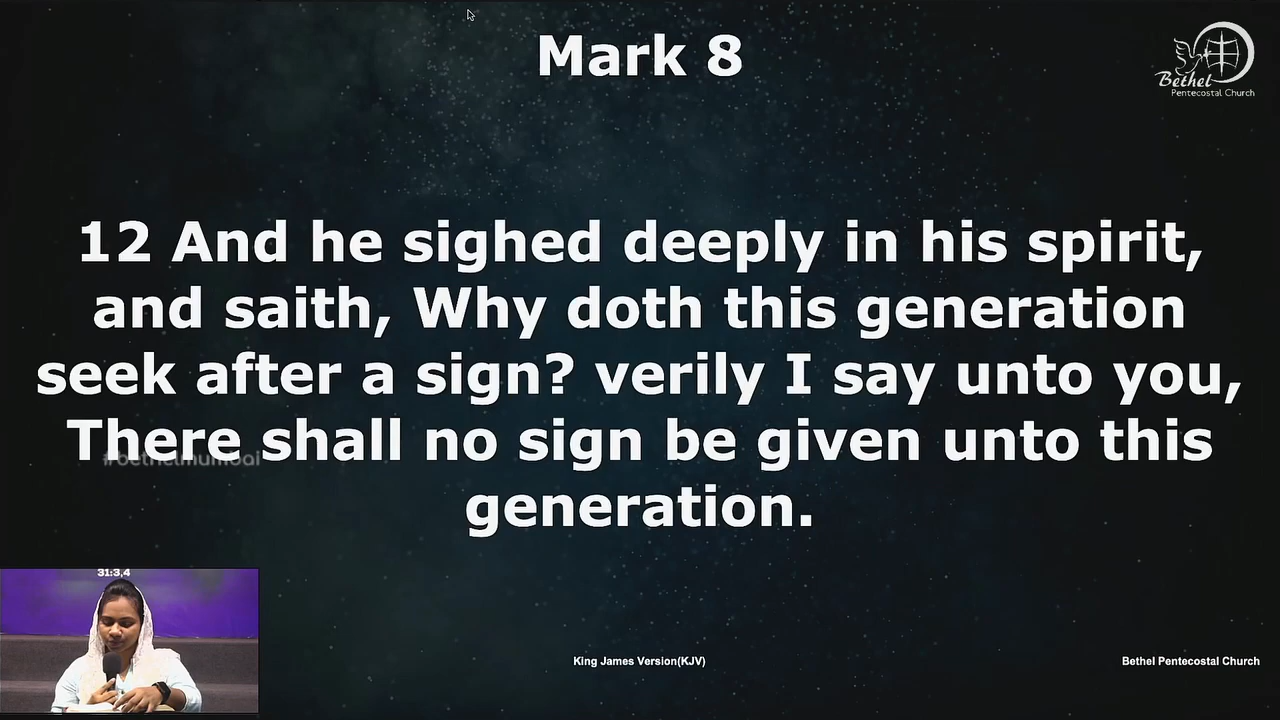 Mark 8
Bethel
Pentecostal Church
12 And he sighed deeply in his spirit,
and saith, Why doth this generation
seek after a sign? verily I say unto you,
There shall no sign be given unto this
#bethelmumbai
generation.
31:3,4
King James Version(KJV)
Bethel Pentecostal Church